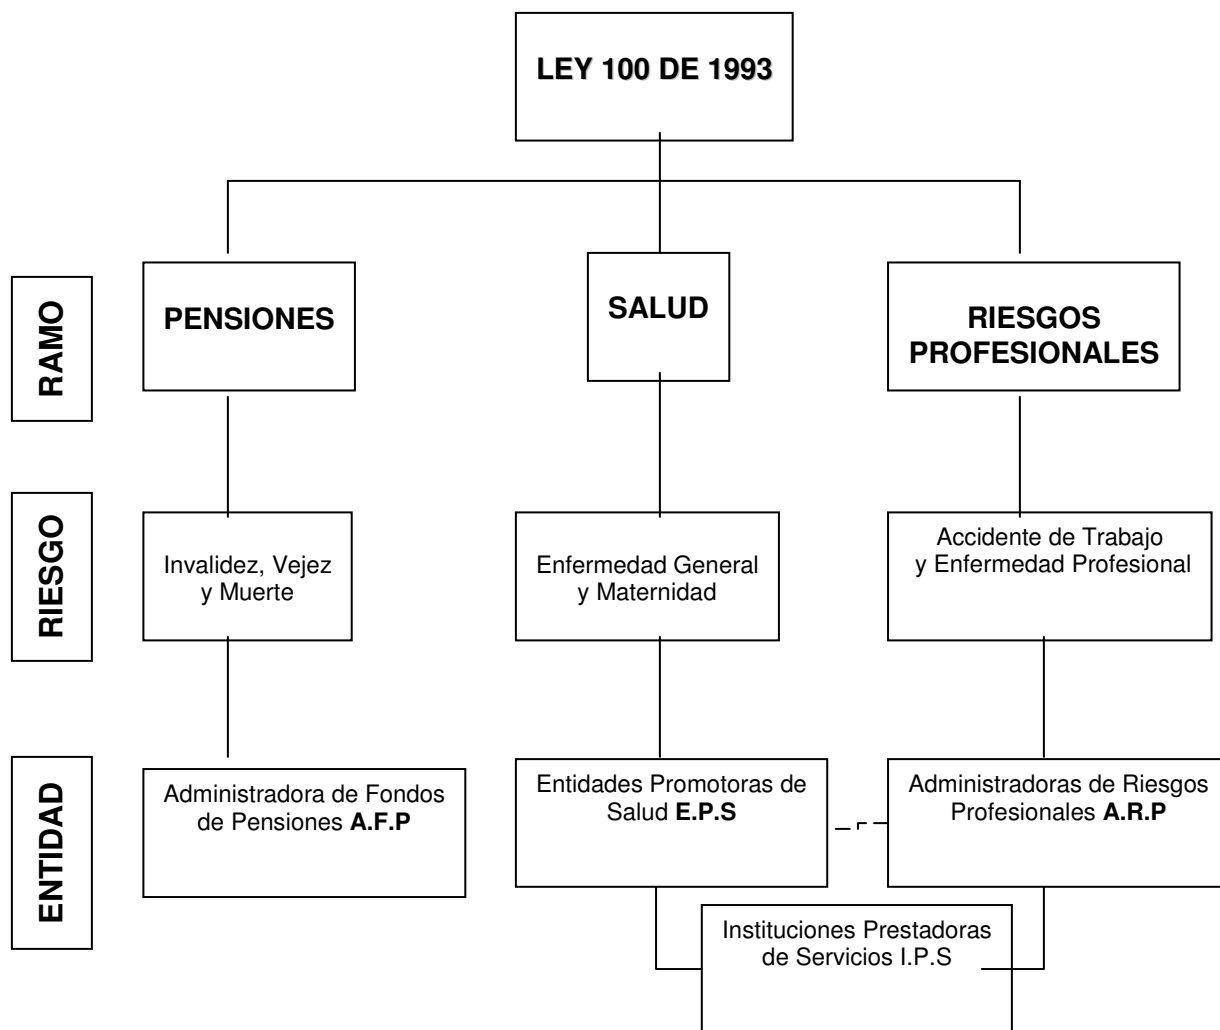 LEY 100 DE 1993
RAMO
PENSIONES
SALUD
RIESGOS
PROFESIONALES
RIESGO
Invalidez, Vejez
y Muerte
Enfermedad General
y Maternidad
Accidente de Trabajo
y Enfermedad Profesional
ENTIDAD
Administradora de Fondos
de Pensiones A.F.P
Entidades Promotoras de
Salud E.P.S
Administradoras de Riesgos
Profesionales A.R.P
Instituciones Prestadoras
de Servicios I.P.S